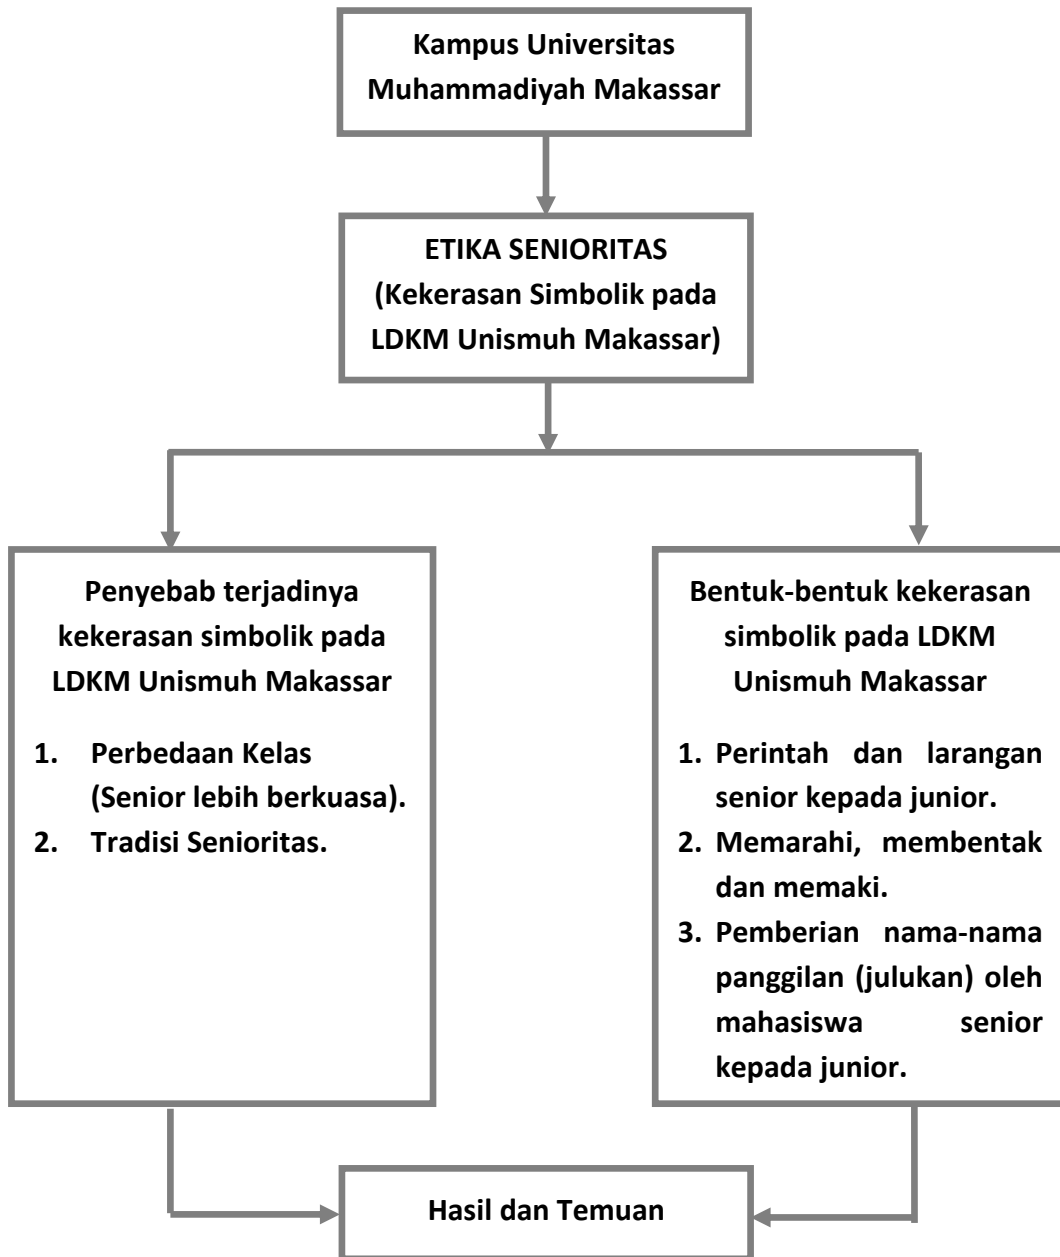 Kampus Universitas
Muhammadiyah Makassar
ETIKA SENIORITAS
(Kekerasan Simbolik pada
LDKM Unismuh Makassar)
Penyebab terjadinya
kekerasan simbolik pada
LDKM Unismuh Makassar
1. Perbedaan Kelas
(Senior lebih berkuasa).
2. Tradisi Senioritas.
Bentuk-bentuk kekerasan
simbolik pada LDKM
Unismuh Makassar
1. Perintah dan larangan
senior kepada junior.
2. Memarahi, membentak
dan memaki.
3. Pemberian nama-nama
panggilan (julukan) oleh
mahasiswa senior
kepada junior.
Hasil dan Temuan